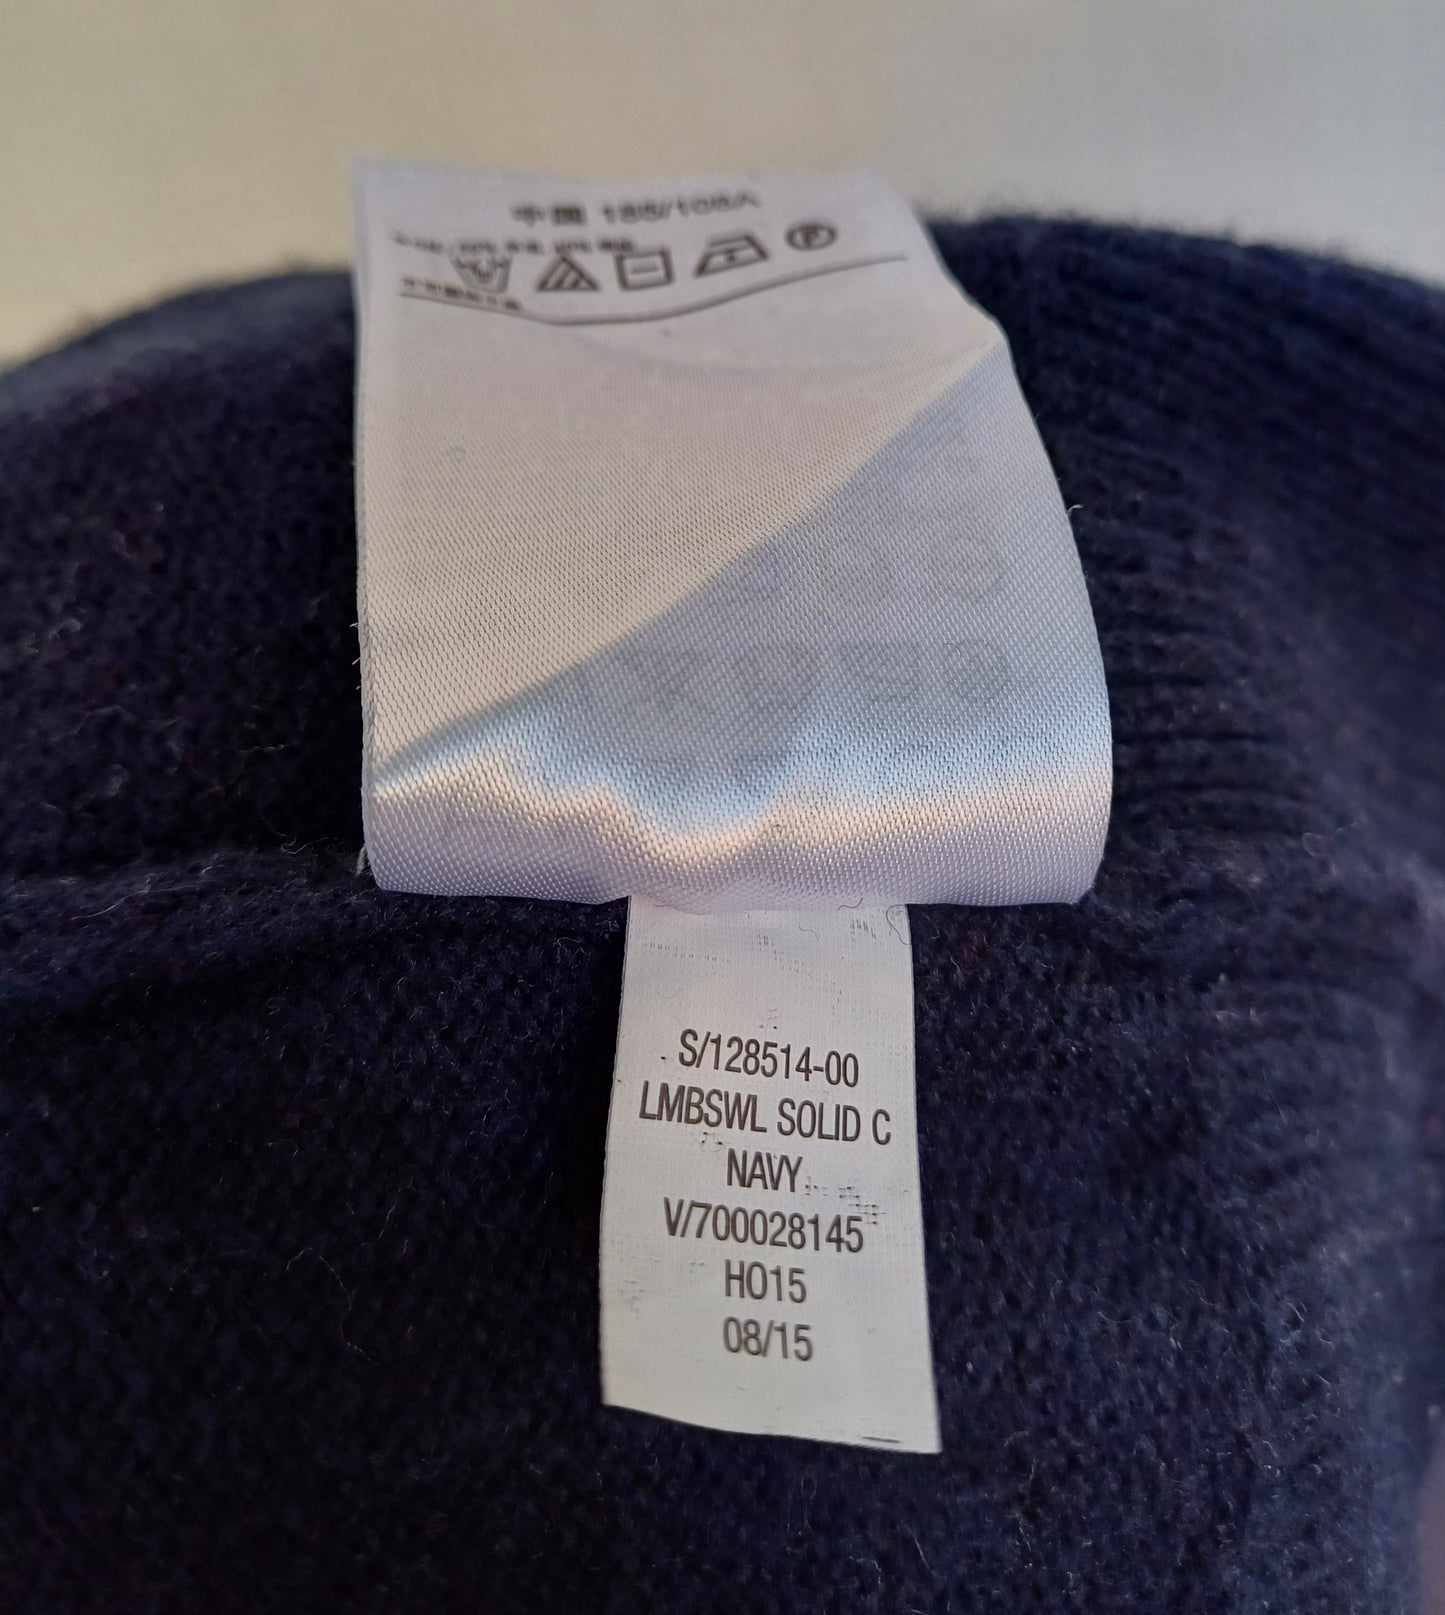 中国 185/108A
S/128514-00
LMBSWL SOLID C
NAVY
V/700028145
HO15
08/15